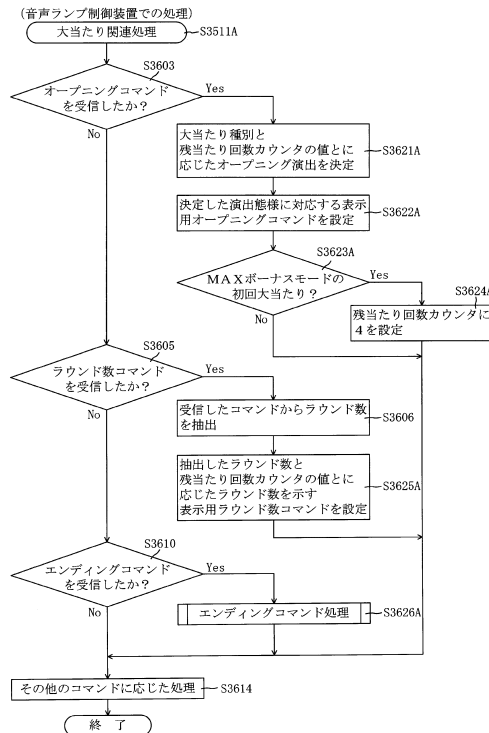 (音声ランプ制御装置での処理)
大当たり関連処理
S3511A
S3603
オープニングコマンド
を受信したか？
Yes
No
大当たり種別と
残当たり回数カウンタの値とに
応じたオープニング演出を決定
S3621A
決定した演出態様に対応する表示
用オープニングコマンドを設定
S3622A
S3623A
MAXボーナスモードの
初回大当たり？
Yes
No
S3624A
残当たり回数カウンタに
4を設定
S3605
ラウンド数コマンド
を受信したか？
Yes
No
受信したコマンドからラウンド数
を抽出
S3606
抽出したラウンド数と
残当たり回数カウンタの値とに
応じたラウンド数を示す
表示用ラウンド数コマンドを設定
S3625A
S3610
エンディングコマンド
を受信したか？
Yes
No
エンディングコマンド処理
S3626A
その他のコマンドに応じた処理
S3614
終 了